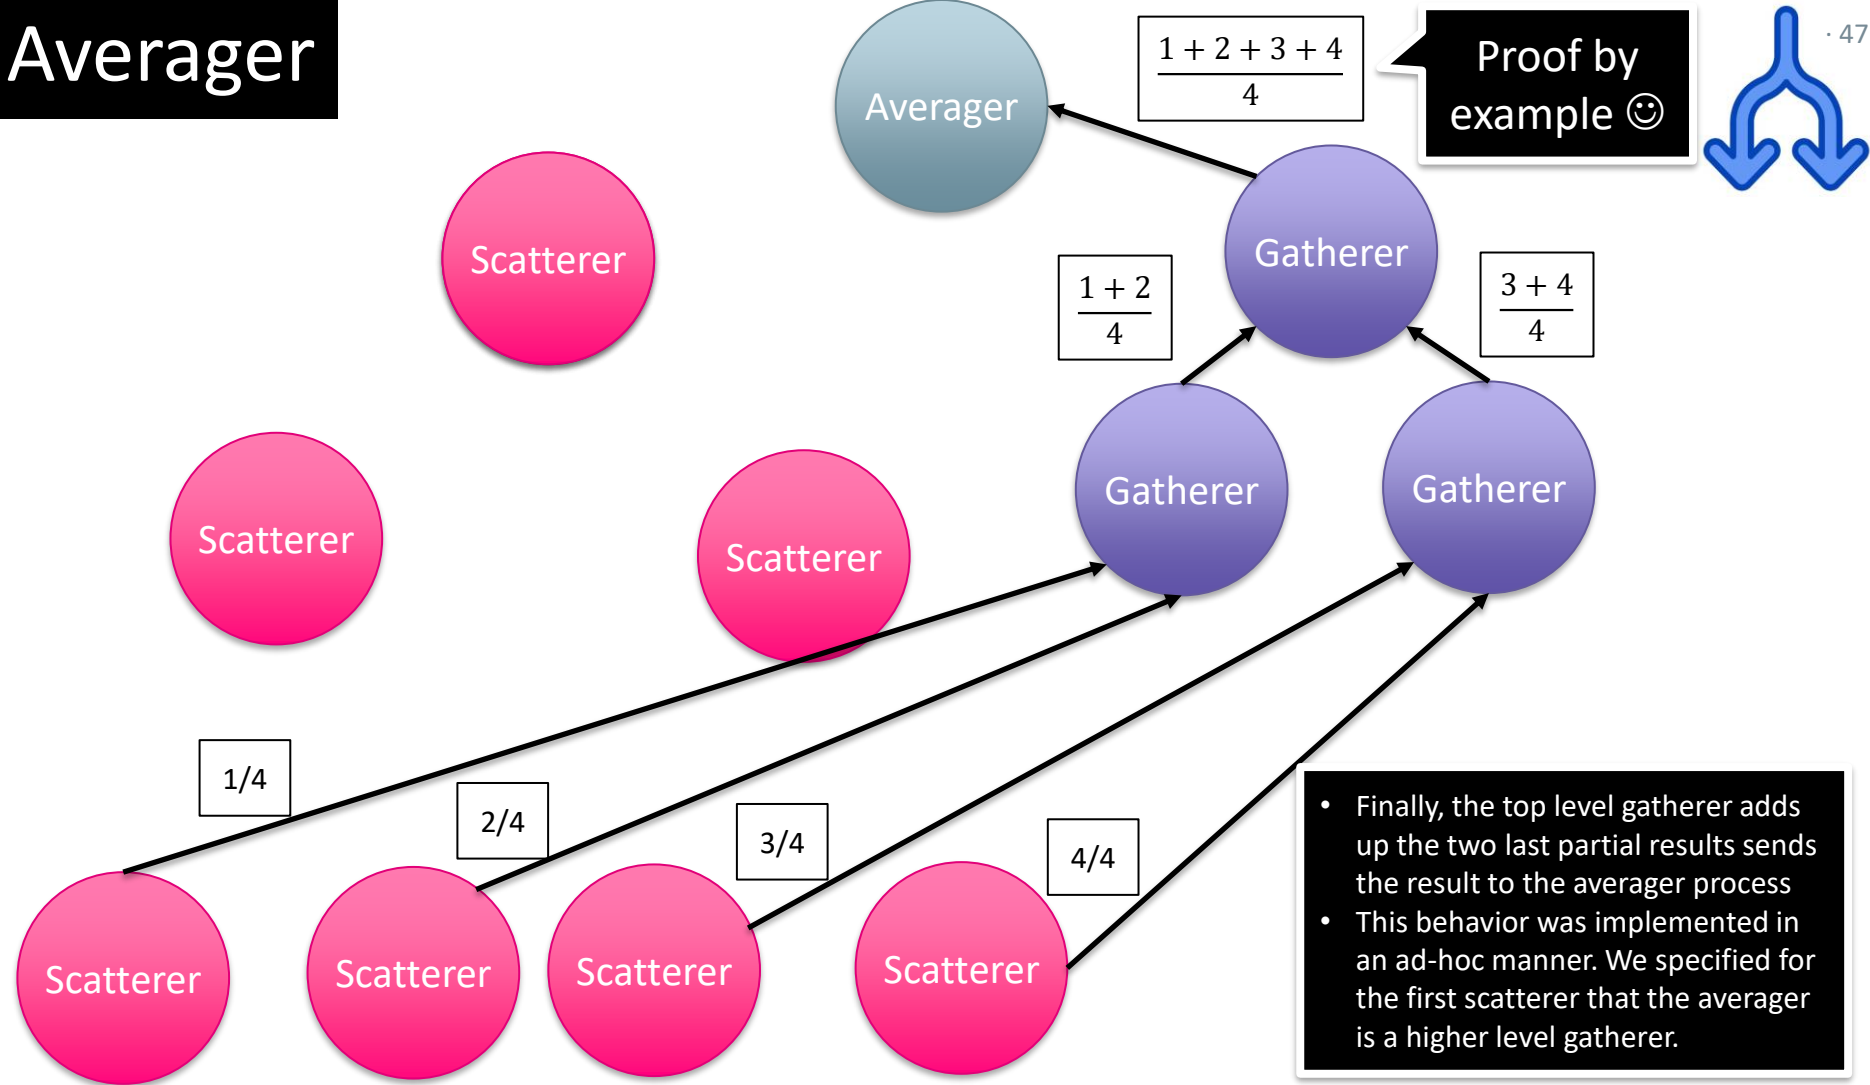 Averager
· 47
1 + 2 + 3 + 4
4
Proof by
example ☺
Averager
Scatterer
Gatherer
1 + 2
4
3 + 4
4
Scatterer
Scatterer
Gatherer
Gatherer
1/4
2/4
3/4
4/4
Scatterer
Scatterer
Scatterer
Scatterer
• Finally, the top level gatherer adds
up the two last partial results sends
the result to the averager process
• This behavior was implemented in
an ad-hoc manner. We specified for
the first scatterer that the averager
is a higher level gatherer.